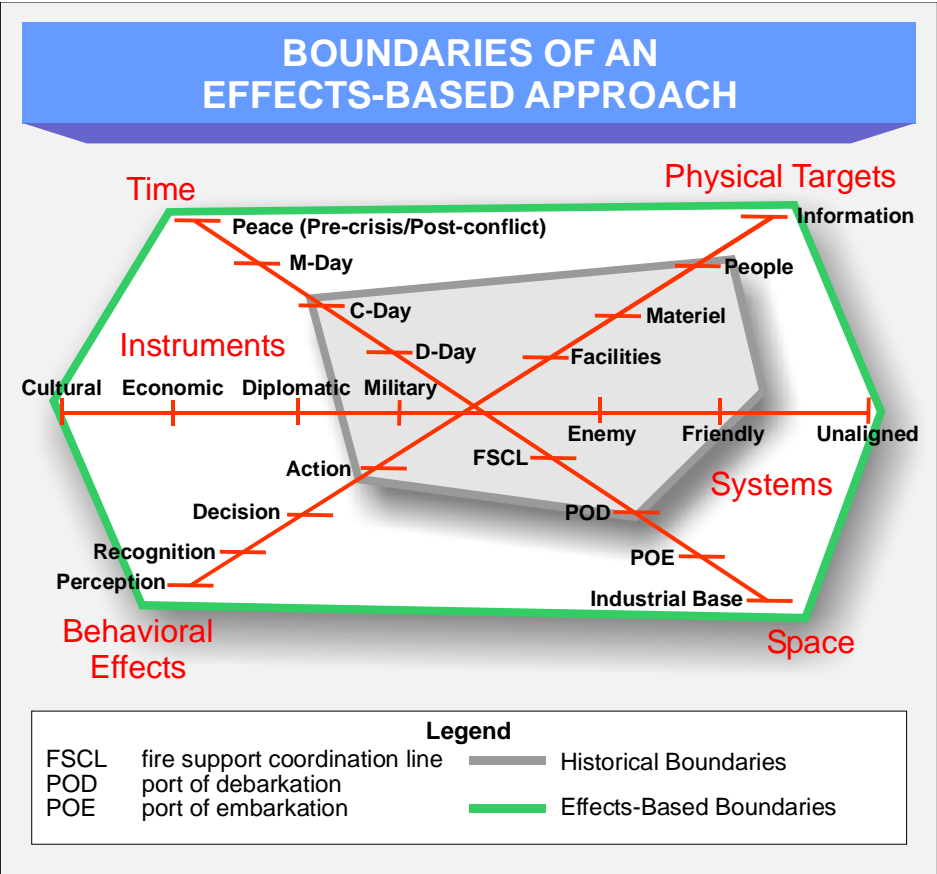 BOUNDARIES OF AN
EFFECTS-BASED APPROACH
Time
Physical Targets
Peace (Pre-crisis/Post-conflict)
Information
M-Day
People
C-Day
Materiel
Instruments
D-Day
Facilities
Cultural
Economic
Diplomatic
Military
Enemy
Friendly
Unaligned
Action
FSCL
Systems
Decision
POD
Recognition
POE
Perception
Industrial Base
Behavioral
Effects
Space
Legend
FSCL fire support coordination line
POD port of debarkation
POE port of embarkation
Historical Boundaries
Effects-Based Boundaries